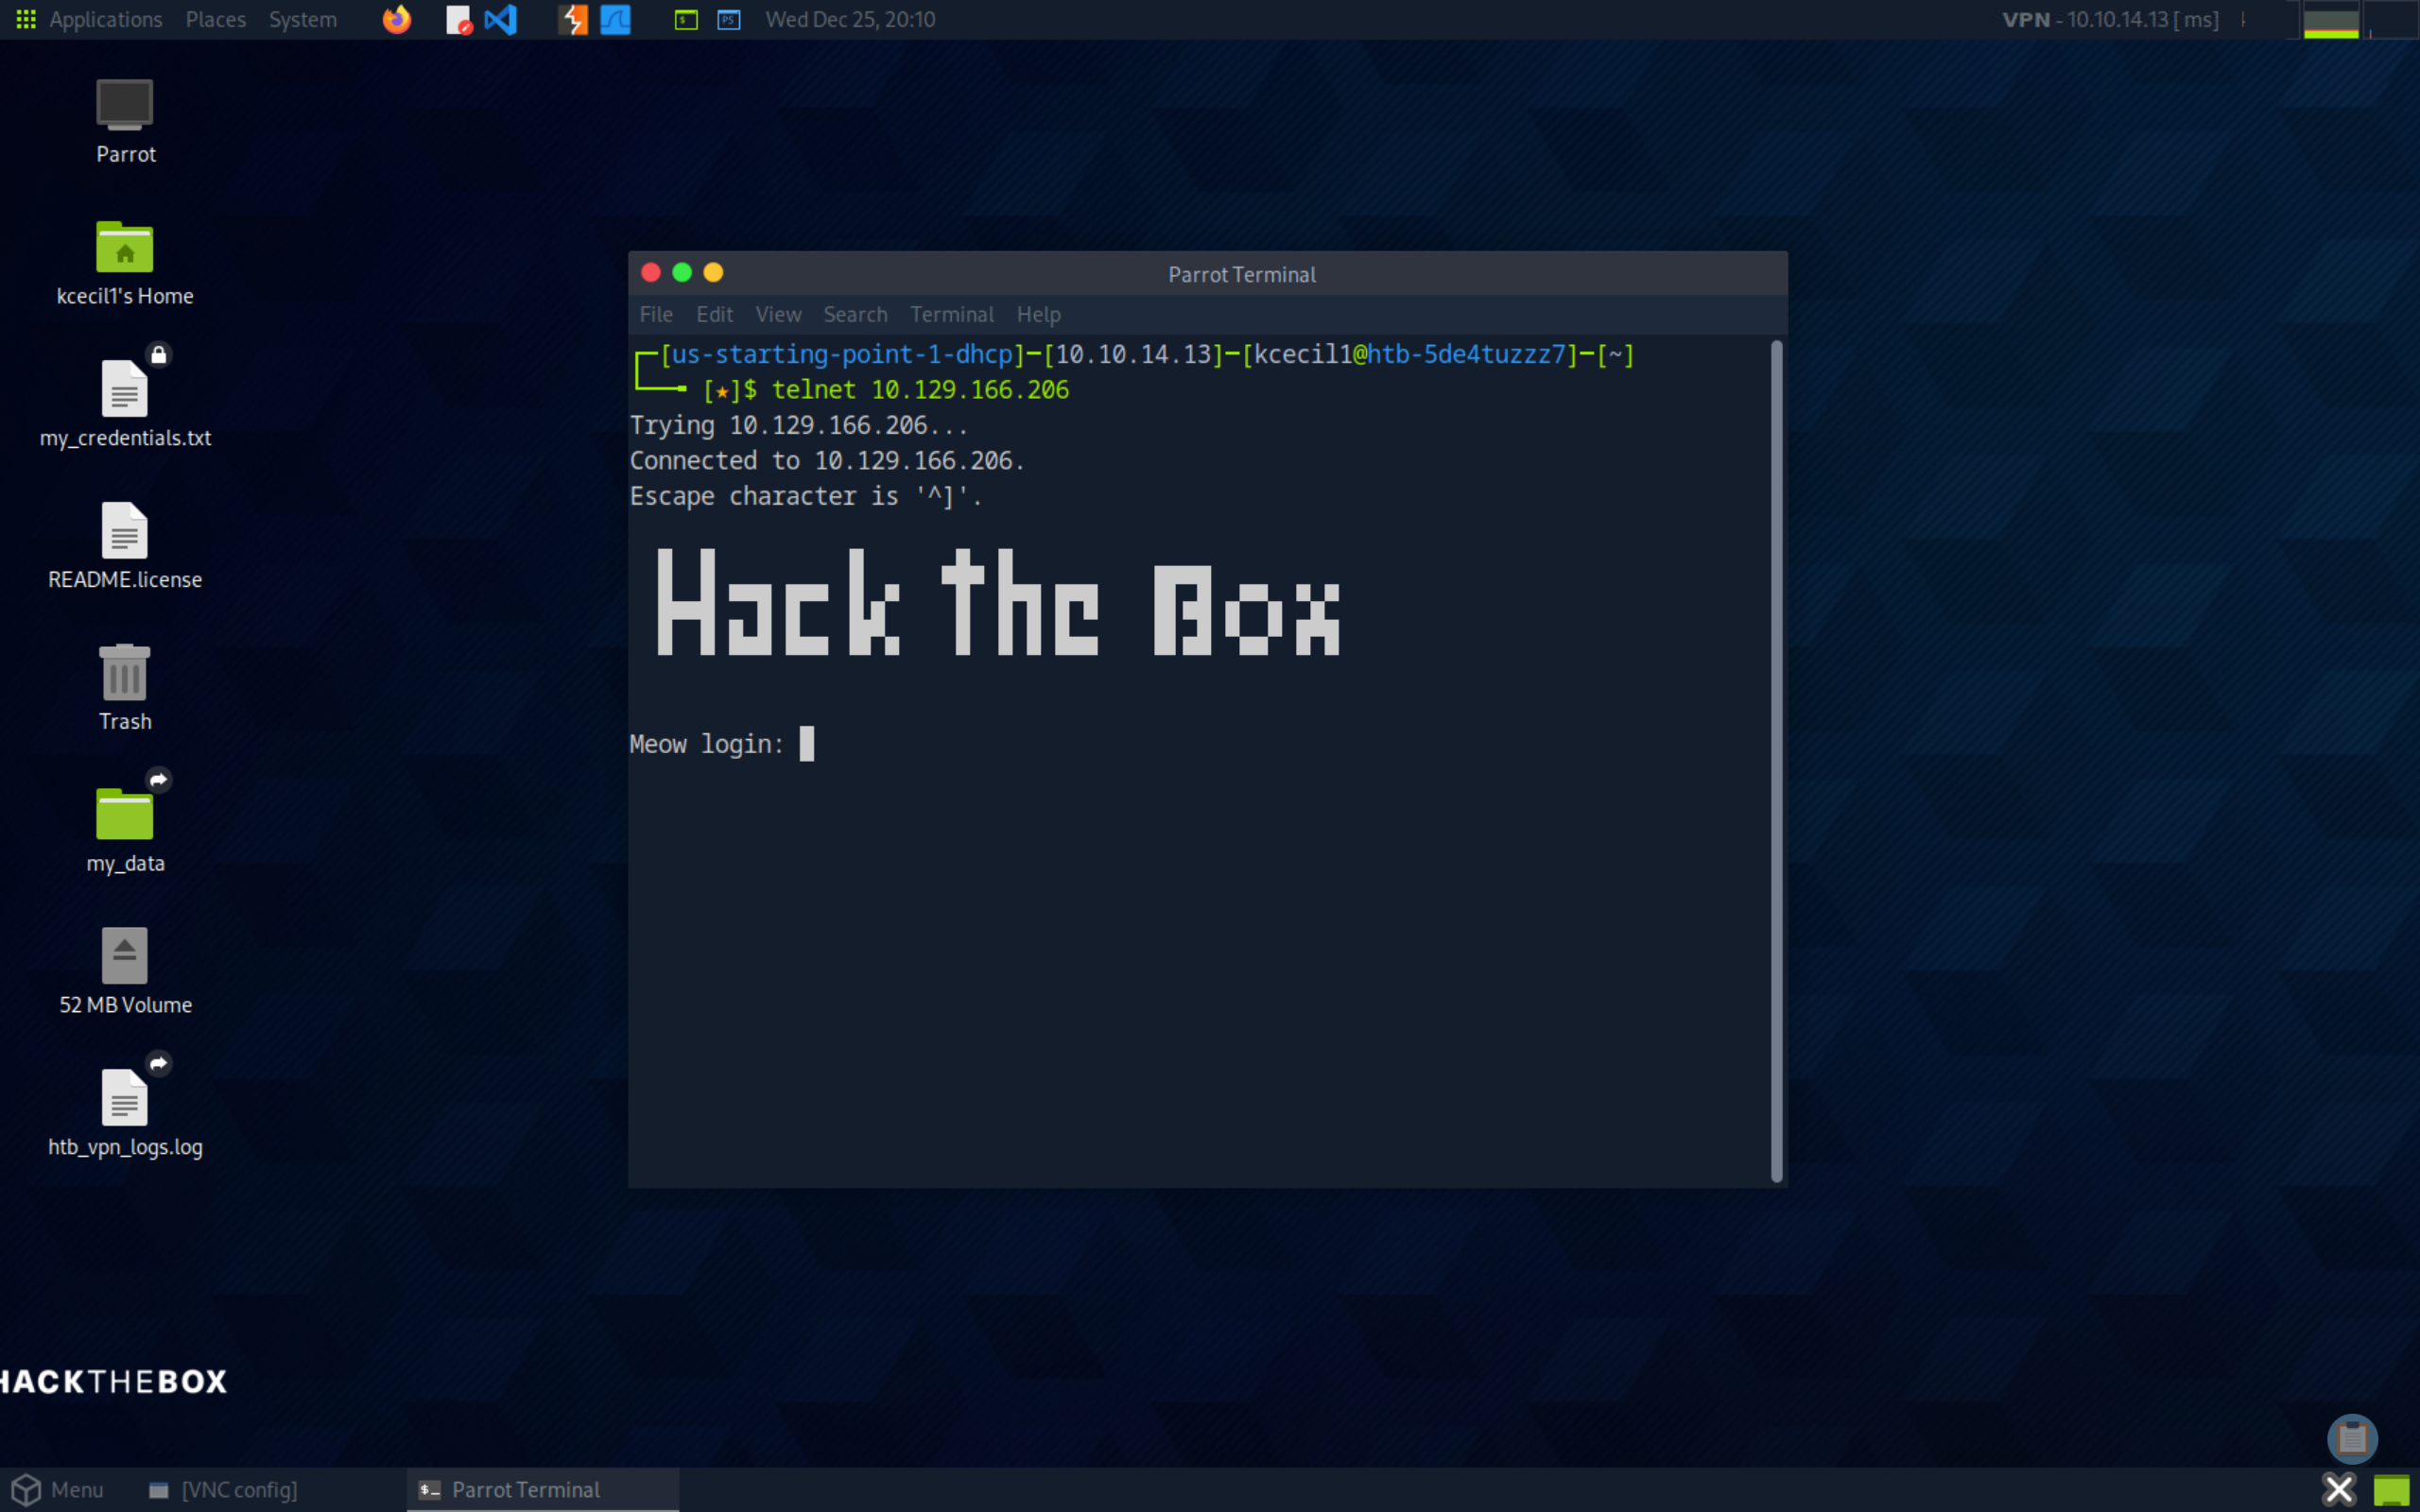 Applications Places System Wed Dec 25, 20:10 VPN - 10.10.14.13 [ ms]
Parrot
kcecil1's Home
my_credentials.txt
README.license
Trash
my_data
52 MB Volume
htb_vpn_logs.log
HACKTHEBOX
Parrot Terminal
File Edit View Search Terminal Help
[us-starting-point-1-dhcp]-[10.10.14.13]-[kcecil1@htb-5de4tuzzz7]-[~]
[★]$ telnet 10.129.166.206
Trying 10.129.166.206...
Connected to 10.129.166.206.
Escape character is '^]'.
Hack the Box
Meow login:
Menu [VNC config] Parrot Terminal